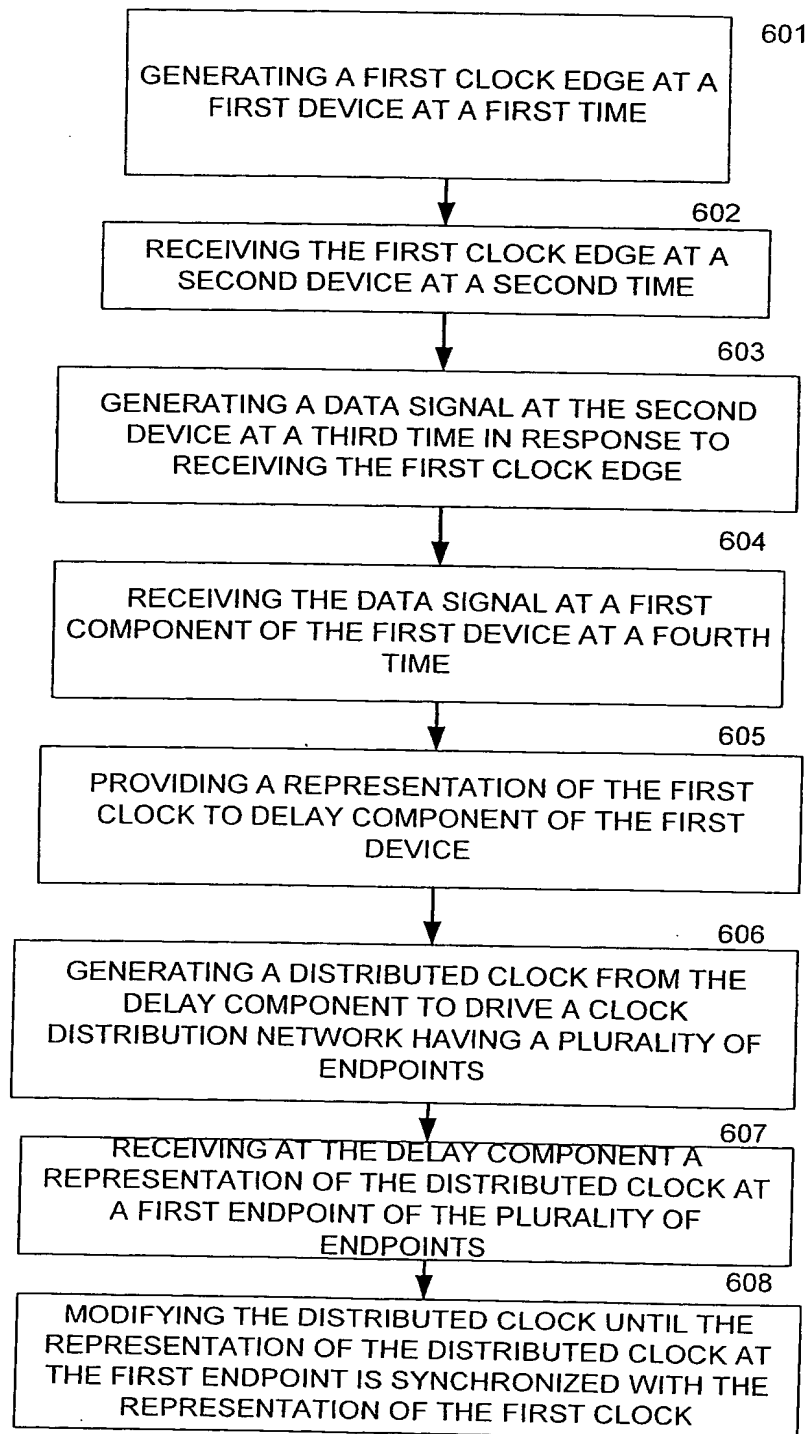 601
GENERATING A FIRST CLOCK EDGE AT A
FIRST DEVICE AT A FIRST TIME
602
RECEIVING THE FIRST CLOCK EDGE AT A
SECOND DEVICE AT A SECOND TIME
603
GENERATING A DATA SIGNAL AT THE SECOND
DEVICE AT A THIRD TIME IN RESPONSE TO
RECEIVING THE FIRST CLOCK EDGE
604
RECEIVING THE DATA SIGNAL AT A FIRST
COMPONENT OF THE FIRST DEVICE AT A FOURTH
TIME
605
PROVIDING A REPRESENTATION OF THE FIRST
CLOCK TO DELAY COMPONENT OF THE FIRST
DEVICE
606
GENERATING A DISTRIBUTED CLOCK FROM THE
DELAY COMPONENT TO DRIVE A CLOCK
DISTRIBUTION NETWORK HAVING A PLURALITY OF
ENDPOINTS
607
RECEIVING AT THE DELAY COMPONENT A
REPRESENTATION OF THE DISTRIBUTED CLOCK AT
A FIRST ENDPOINT OF THE PLURALITY OF
ENDPOINTS
608
MODIFYING THE DISTRIBUTED CLOCK UNTIL THE
REPRESENTATION OF THE DISTRIBUTED CLOCK AT
THE FIRST ENDPOINT IS SYNCHRONIZED WITH THE
REPRESENTATION OF THE FIRST CLOCK